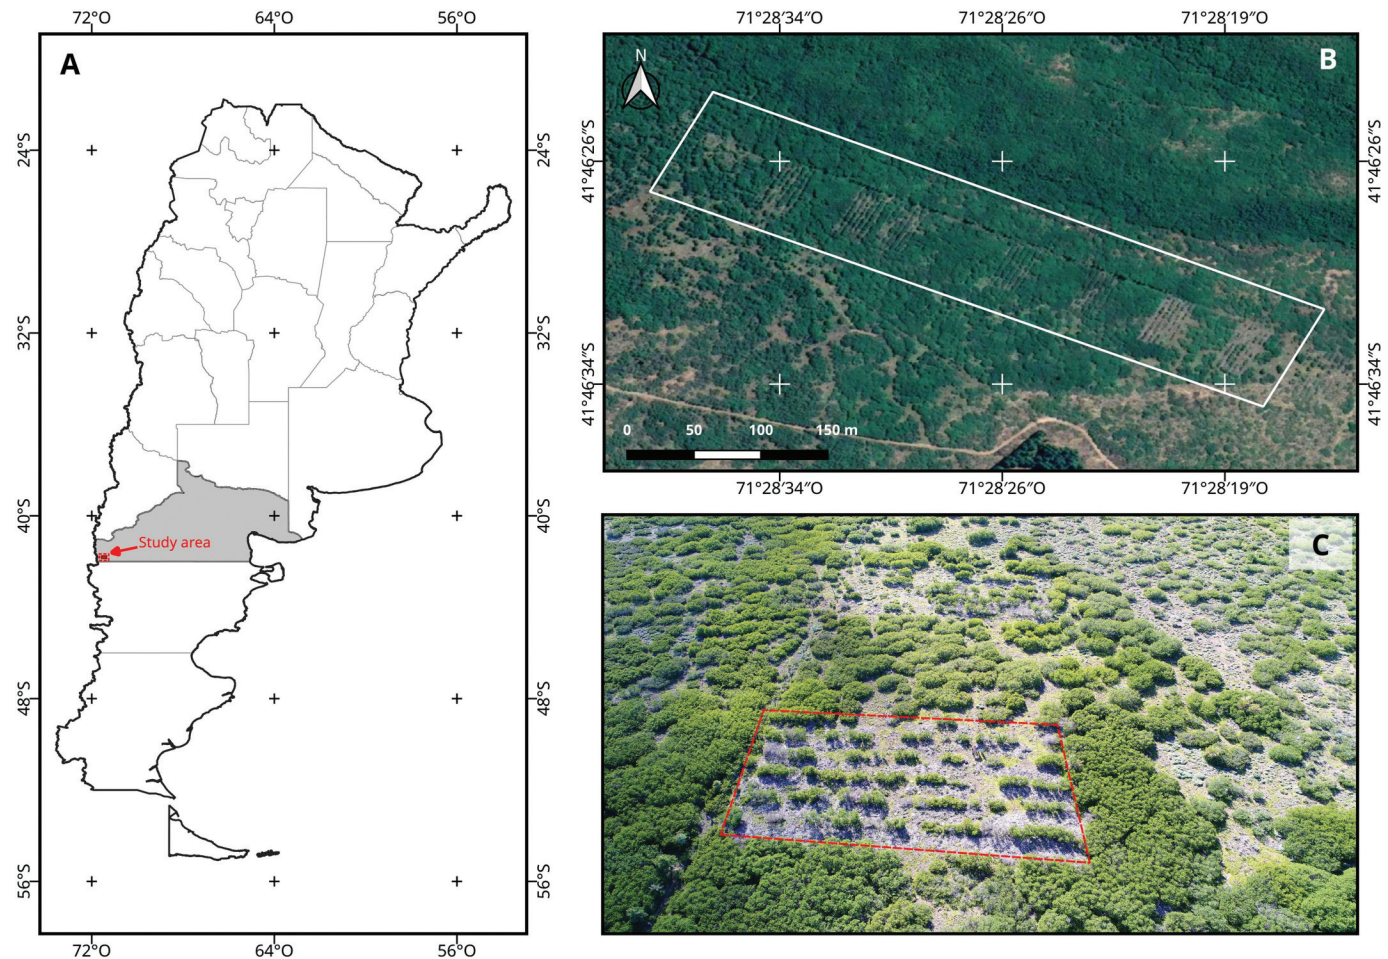 72°O 64°O 56°O
A
24°S 24°S
32°S 32°S
40°S 40°S
Study area
48°S 48°S
56°S 56°S
72°O 64°O 56°O
71°28′34″O 71°28′26″O 71°28′19″O
N
B
41°46′26″S 41°46′26″S
41°46′34″S 41°46′34″S
0 50 100 150 m
71°28′34″O 71°28′26″O 71°28′19″O
C